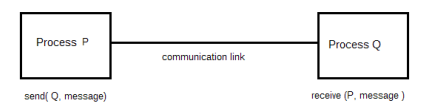 Process P
Process Q
communication link
send( Q, message)
receive (P, message )